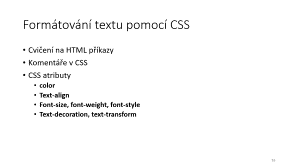 Formátování textu pomocí CSS
• Cvičení na HTML příkazy
• Komentáře v CSS
• CSS atributy
• color
• Text-align
• Font-size, font-weight, font-style
• Text-decoration, text-transform